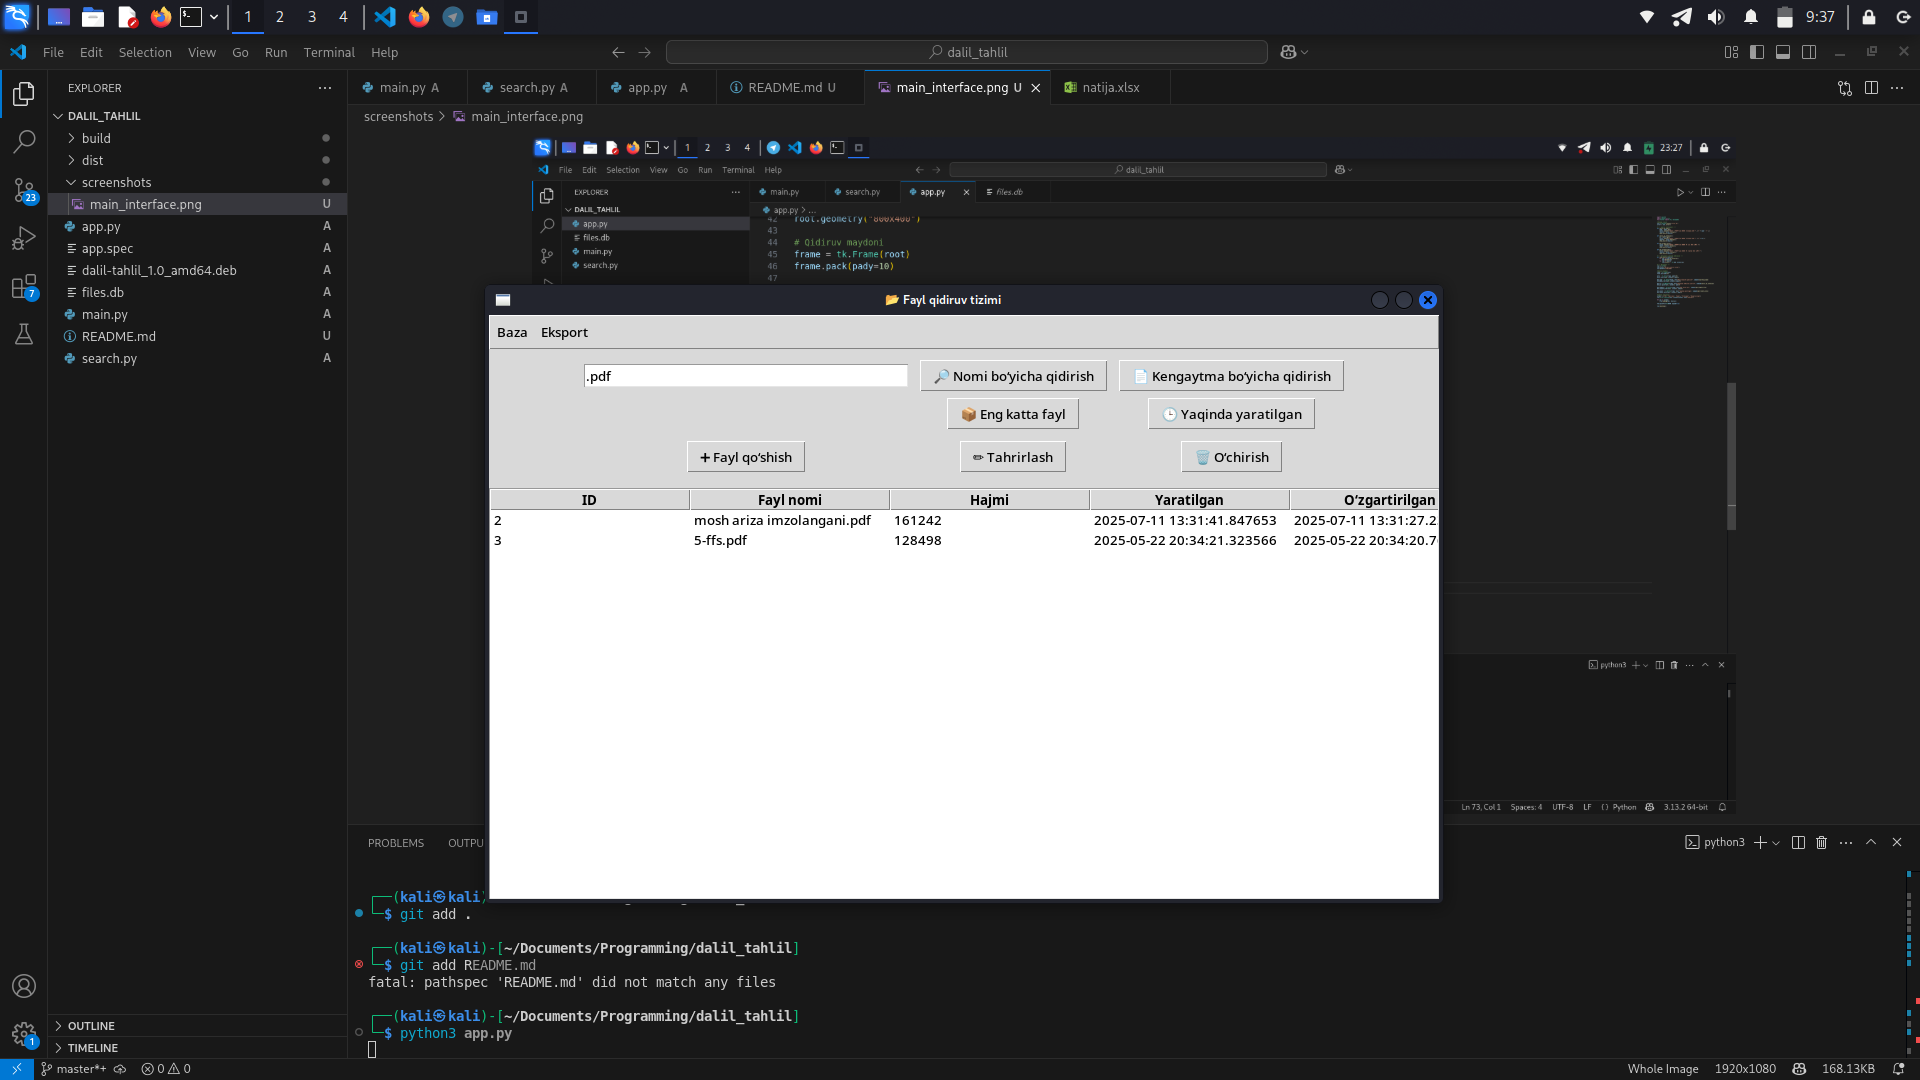 1 2 3 4 9:37
File Edit Selection View Go Run Terminal Help dalil_tahlil
EXPLORER
main.py A search.py A app.py A README.md U main_interface.png U natija.xlsx
screenshots > main_interface.png
DALIL_TAHLIL
build
dist
screenshots
main_interface.png U
app.py A
app.spec A
dalil-tahlil_1.0_amd64.deb A
files.db A
main.py A
README.md U
search.py A
1 2 3 4 23:27
File Edit Selection View Go Run Terminal Help dalil_tahlil
EXPLORER main.py search.py app.py files.db
DALIL_TAHLIL app.py > ...
app.py
files.db
main.py
search.py
42 root.geometry("800x400")
43
44 # Qidiruv maydoni
45 frame = tk.Frame(root)
46 frame.pack(pady=10)
47
📂 Fayl qidiruv tizimi
Baza Eksport
.pdf 🔎 Nomi bo‘yicha qidirish 📄 Kengaytma bo‘yicha qidirish
📦 Eng katta fayl 🕒 Yaqinda yaratilgan
➕ Fayl qo‘shish ✏ Tahrirlash 🗑️ O‘chirish
ID Fayl nomi Hajmi Yaratilgan O‘zgartirilgan
2 mosh ariza imzolangani.pdf 161242 2025-07-11 13:31:41.847653 2025-07-11 13:31:27.2
3 5-ffs.pdf 128498 2025-05-22 20:34:21.323566 2025-05-22 20:34:20.7
python3
Ln 73, Col 1 Spaces: 4 UTF-8 LF Python 3.13.2 64-bit
PROBLEMS OUTPU python3
(kali㉿kali)
$ git add .
(kali㉿kali)-[~/Documents/Programming/dalil_tahlil]
$ git add README.md
fatal: pathspec 'README.md' did not match any files
(kali㉿kali)-[~/Documents/Programming/dalil_tahlil]
$ python3 app.py
23
7
1
OUTLINE
TIMELINE
master*+ 0 0 Whole Image 1920x1080 168.13KB